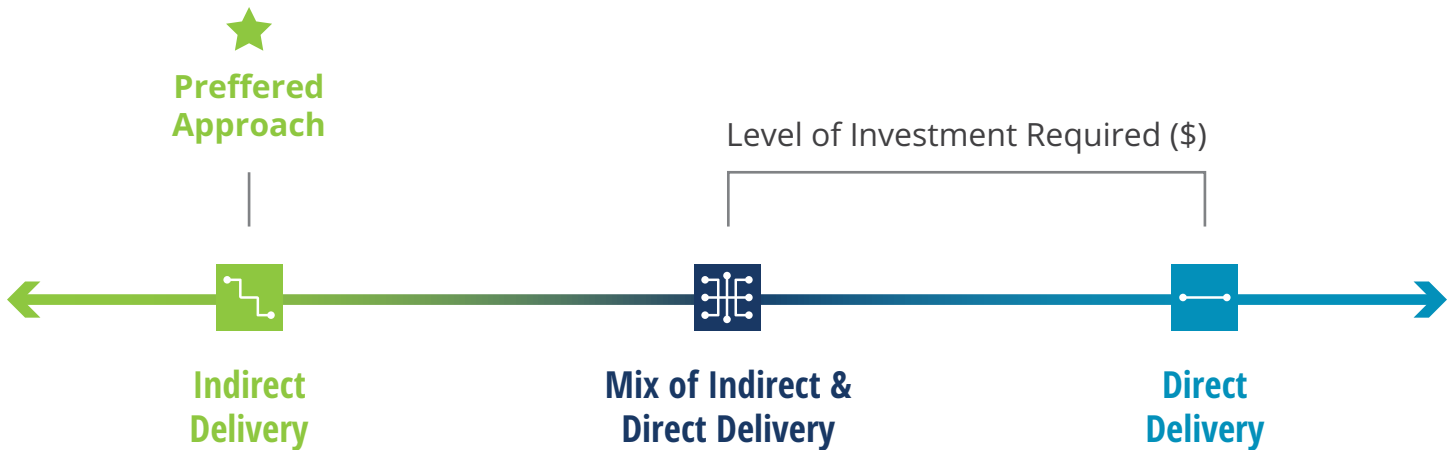 Preffered
Approach
Level of Investment Required ($)
Indirect
Delivery
Mix of Indirect &
Direct Delivery
Direct
Delivery